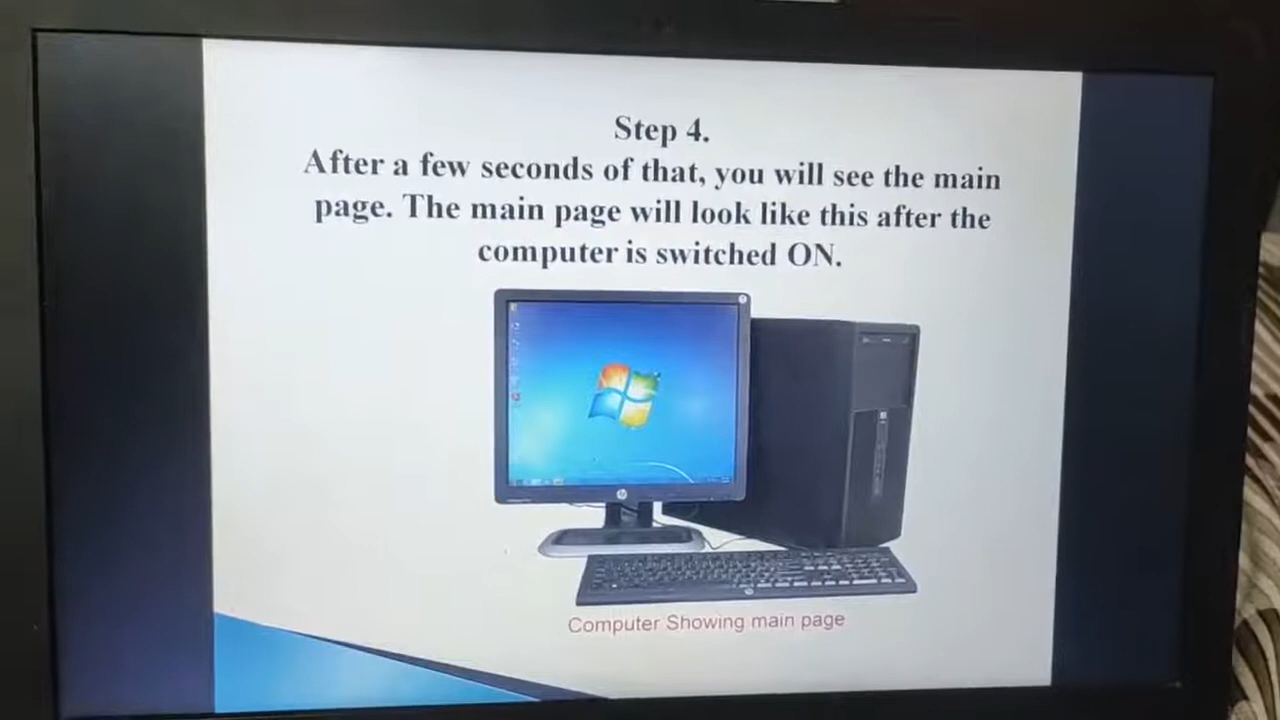 Step 4.
After a few seconds of that, you will see the main
page. The main page will look like this after the
computer is switched ON.
Computer Showing main page